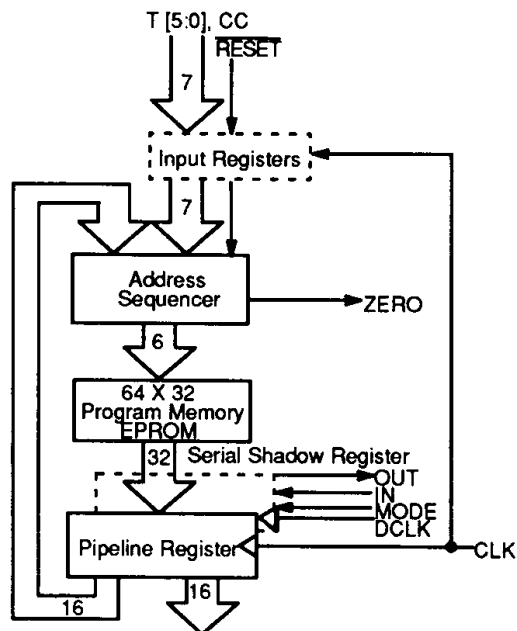 T [5:0], CC
RESET
7
Input Registers
7
Address
Sequencer
ZERO
6
64 X 32
Program Memory
EPROM
32
Serial Shadow Register
OUT
IN
MODE
DCLK
Pipeline Register
CLK
16
16